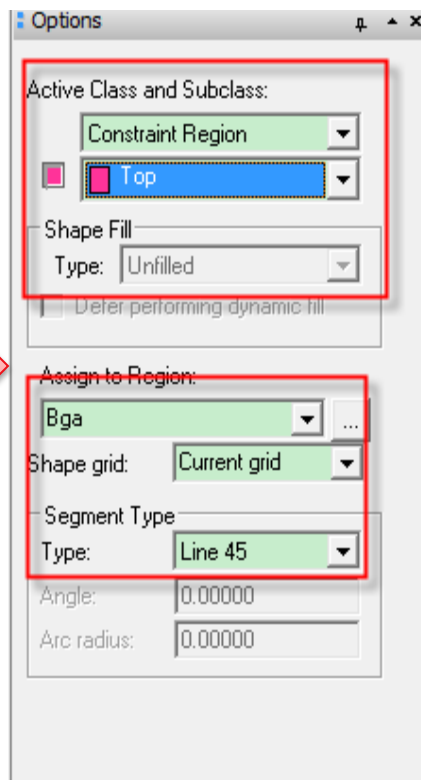 Options
Active Class and Subclass:
Constraint Region
Top
Shape Fill
Type: Unfilled
Defer performing dynamic fill
Assign to Region:
Bga
...
Shape grid: Current grid
Segment Type
Type: Line 45
Angle: 0.00000
Arc radius: 0.00000